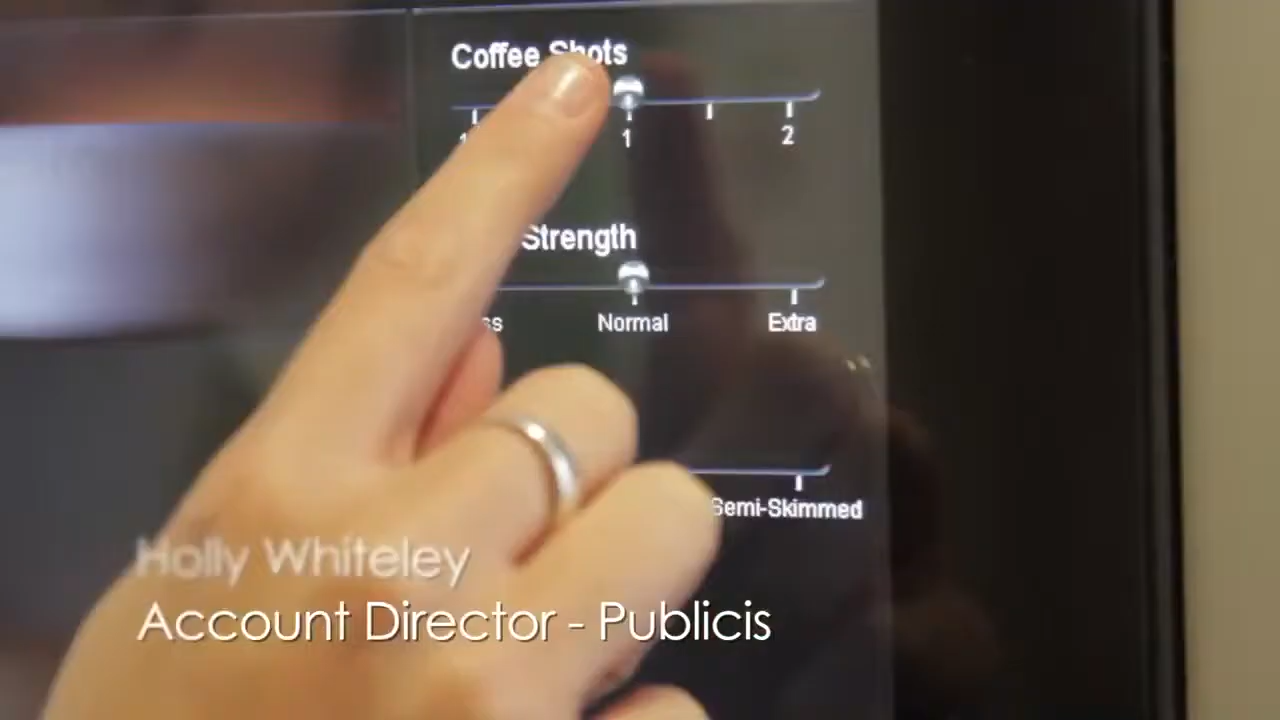 Coffee Shots
1 2
Strength
Normal Extra
Semi-Skimmed
Holly Whiteley
Account Director - Publicis